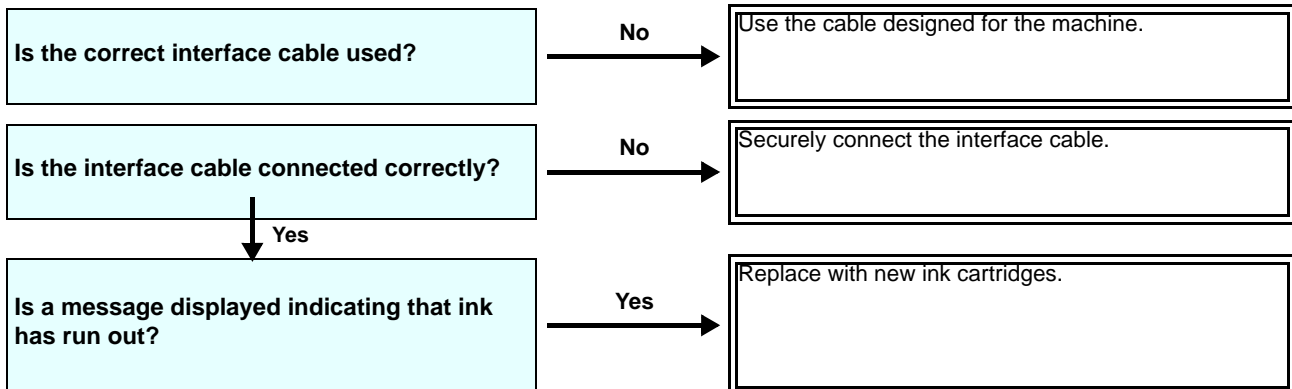 Is the correct interface cable used?
No
Use the cable designed for the machine.
Is the interface cable connected correctly?
No
Securely connect the interface cable.
Yes
Is a message displayed indicating that ink
has run out?
Yes
Replace with new ink cartridges.